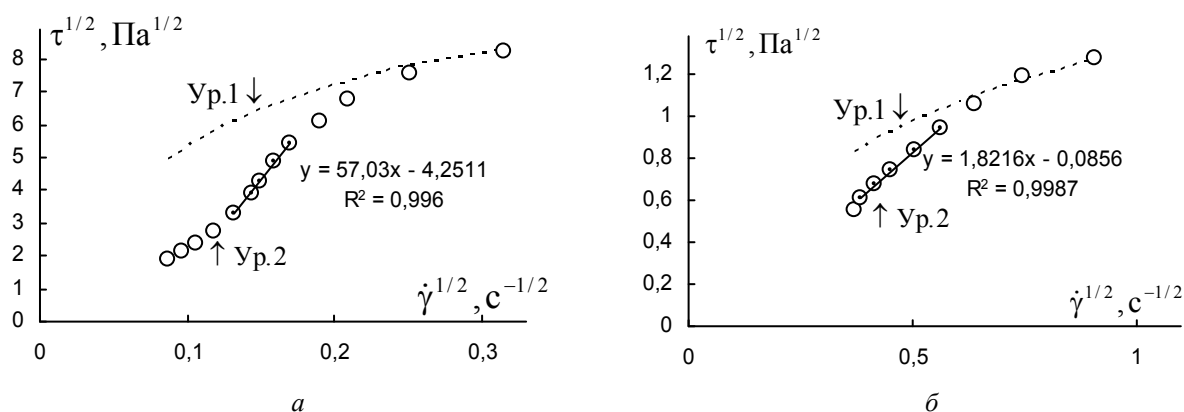 τ^{1/2}, Па^{1/2}
8
7
6
5
4
3
2
1
0
Ур.1 ↓
y = 57,03x - 4,2511
R² = 0,996
↑ Ур.2
γ̇^{1/2}, с^{-1/2}
0 0,1 0,2 0,3
а
τ^{1/2}, Па^{1/2}
1,2
1
0,8
0,6
0,4
0,2
0
Ур.1 ↓
y = 1,8216x - 0,0856
R² = 0,9987
↑ Ур.2
γ̇^{1/2}, с^{-1/2}
0 0,5 1
б